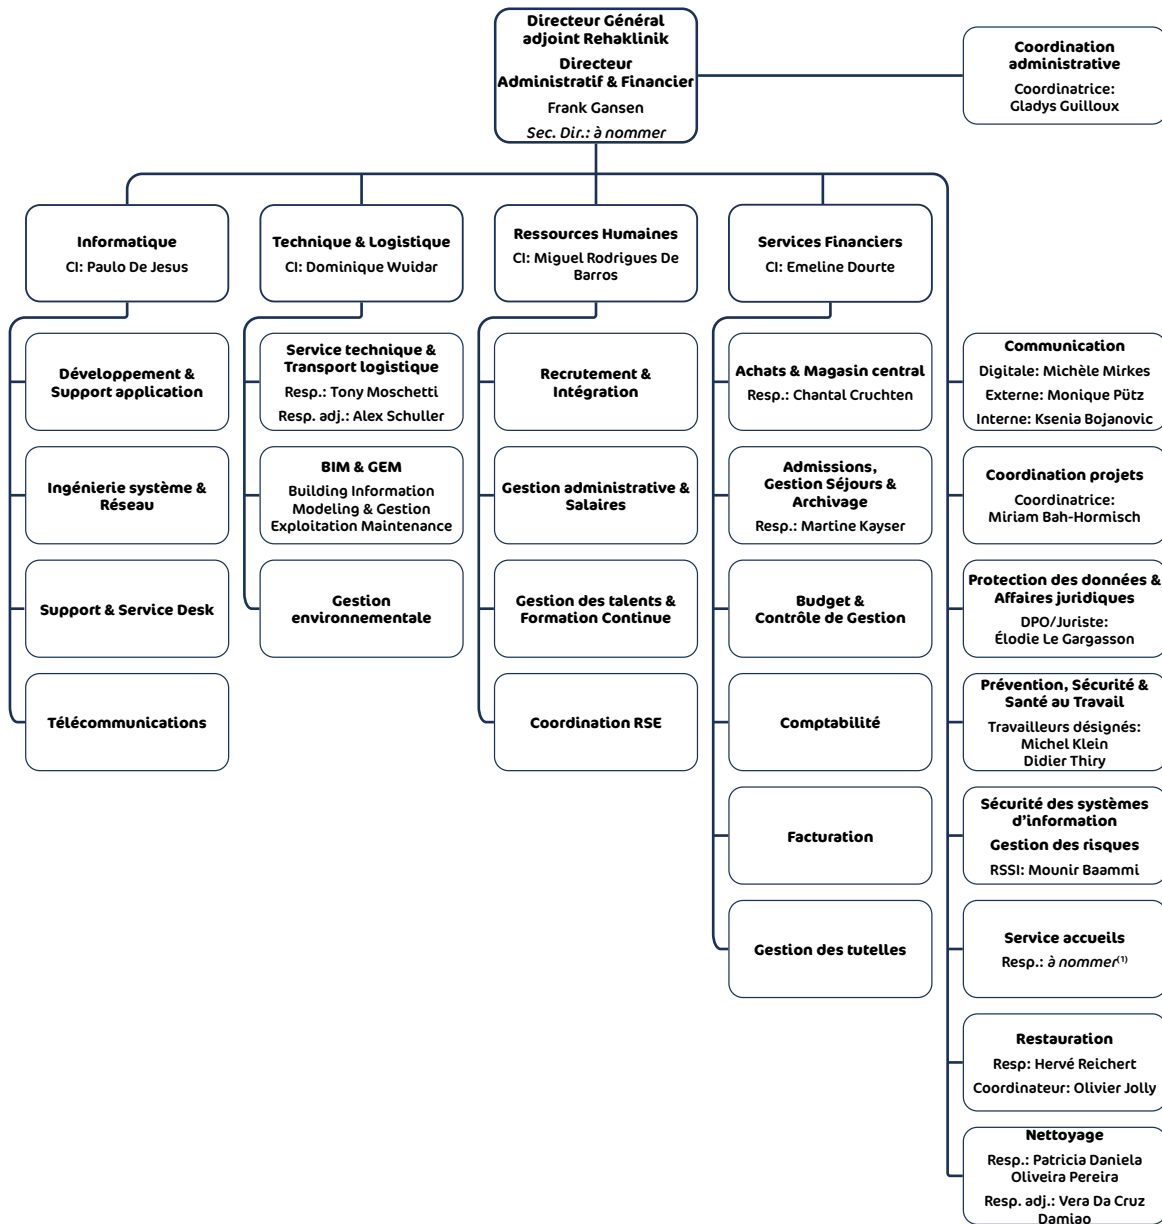 Directeur Général
adjoint Rehaklinik
Directeur
Administratif & Financier
Frank Gansen
Sec. Dir.: à nommer
Coordination
administrative
Coordinatrice:
Gladys Guilloux
Informatique
CI: Paulo De Jesus
Technique & Logistique
CI: Dominique Wuidar
Ressources Humaines
CI: Miguel Rodrigues De
Barros
Services Financiers
CI: Emeline Dourte
Développement &
Support application
Ingénierie système &
Réseau
Support & Service Desk
Télécommunications
Service technique &
Transport logistique
Resp.: Tony Moschetti
Resp. adj.: Alex Schuller
BIM & GEM
Building Information
Modeling & Gestion
Exploitation Maintenance
Gestion
environnementale
Recrutement &
Intégration
Gestion administrative &
Salaires
Gestion des talents &
Formation Continue
Coordination RSE
Achats & Magasin central
Resp.: Chantal Cruchten
Admissions,
Gestion Séjours &
Archivage
Resp.: Martine Kayser
Budget &
Contrôle de Gestion
Comptabilité
Facturation
Gestion des tutelles
Communication
Digitale: Michèle Mirkes
Externe: Monique Pütz
Interne: Ksenia Bojanovic
Coordination projets
Coordinatrice:
Miriam Bah-Hormisch
Protection des données &
Affaires juridiques
DPO/Juriste:
Élodie Le Gargasson
Prévention, Sécurité &
Santé au Travail
Travailleurs désignés:
Michel Klein
Didier Thiry
Sécurité des systèmes
d'information
Gestion des risques
RSSI: Mounir Baammi
Service accueils
Resp.: à nommer⁽¹⁾
Restauration
Resp: Hervé Reichert
Coordinateur: Olivier Jolly
Nettoyage
Resp.: Patricia Daniela
Oliveira Pereira
Resp. adj.: Vera Da Cruz
Damiao